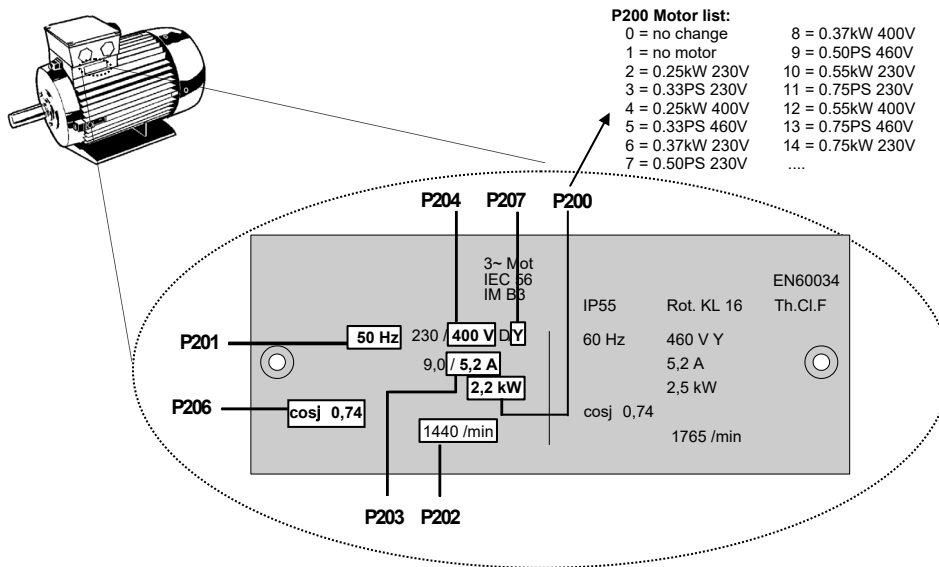 P200 Motor list:
0 = no change
1 = no motor
2 = 0.25kW 230V
3 = 0.33PS 230V
4 = 0.25kW 400V
5 = 0.33PS 460V
6 = 0.37kW 230V
7 = 0.50PS 230V
8 = 0.37kW 400V
9 = 0.50PS 460V
10 = 0.55kW 230V
11 = 0.75PS 230V
12 = 0.55kW 400V
13 = 0.75PS 460V
14 = 0.75kW 230V
....
P204 P207 P200
3~ Mot
IEC 56
IM B3
EN60034
IP55 Rot. KL 16 Th.Cl.F
P201 50 Hz 230 / 400 V D Y 60 Hz 460 V Y
9,0 / 5,2 A 5,2 A
2,2 kW 2,5 kW
P206 cosj 0,74 cosj 0,74
1440 /min 1765 /min
P203 P202